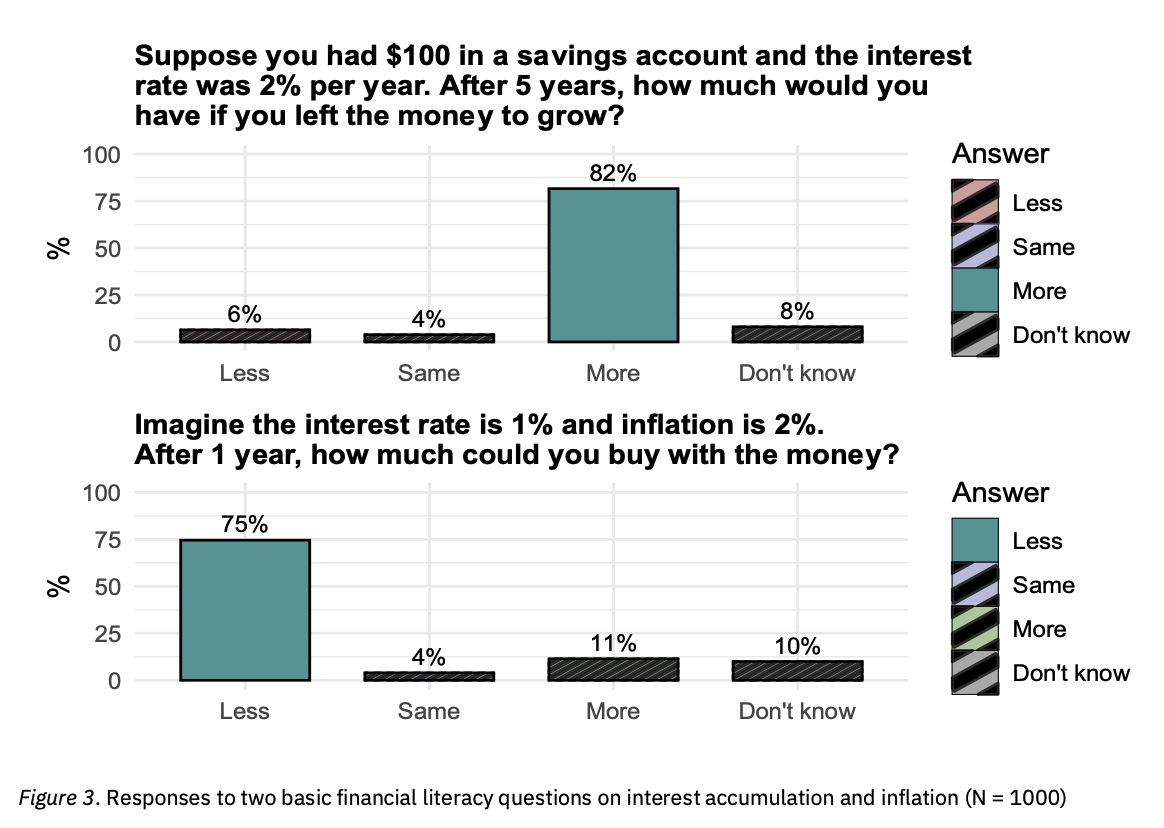 Suppose you had $100 in a savings account and the interest
rate was 2% per year. After 5 years, how much would you
have if you left the money to grow?
100
75
50
25
0
%
6%
4%
82%
8%
Less
Same
More
Don't know
Answer
Less
Same
More
Don't know
Imagine the interest rate is 1% and inflation is 2%.
After 1 year, how much could you buy with the money?
100
75
50
25
0
%
75%
4%
11%
10%
Less
Same
More
Don't know
Answer
Less
Same
More
Don't know
Figure 3. Responses to two basic financial literacy questions on interest accumulation and inflation (N = 1000)